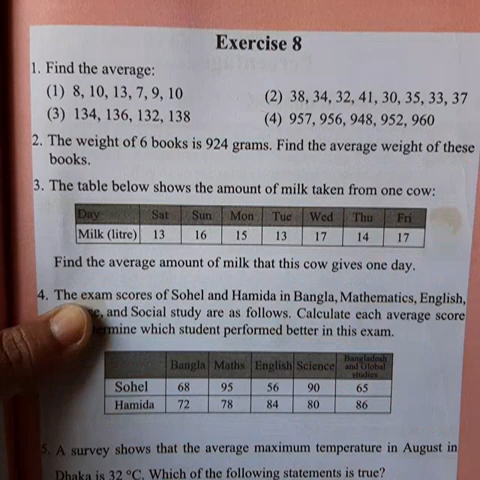 Exercise 8
1. Find the average:
(1) 8, 10, 13, 7, 9, 10 (2) 38, 34, 32, 41, 30, 35, 33, 37
(3) 134, 136, 132, 138 (4) 957, 956, 948, 952, 960
2. The weight of 6 books is 924 grams. Find the average weight of these
books.
3. The table below shows the amount of milk taken from one cow:
Day Sat Sun Mon Tue Wed Thu Fri
Milk (litre) 13 16 15 13 17 14 17
Find the average amount of milk that this cow gives one day.
4. The exam scores of Sohel and Hamida in Bangla, Mathematics, English,
and Social study are as follows. Calculate each average score
which student performed better in this exam.
Bangla Maths English Science Bangladesh
and Global
studies
Sohel 68 95 56 90 65
Hamida 72 78 84 80 86
5. A survey shows that the average maximum temperature in August in
Dhaka is 32 °C. Which of the following statements is true?